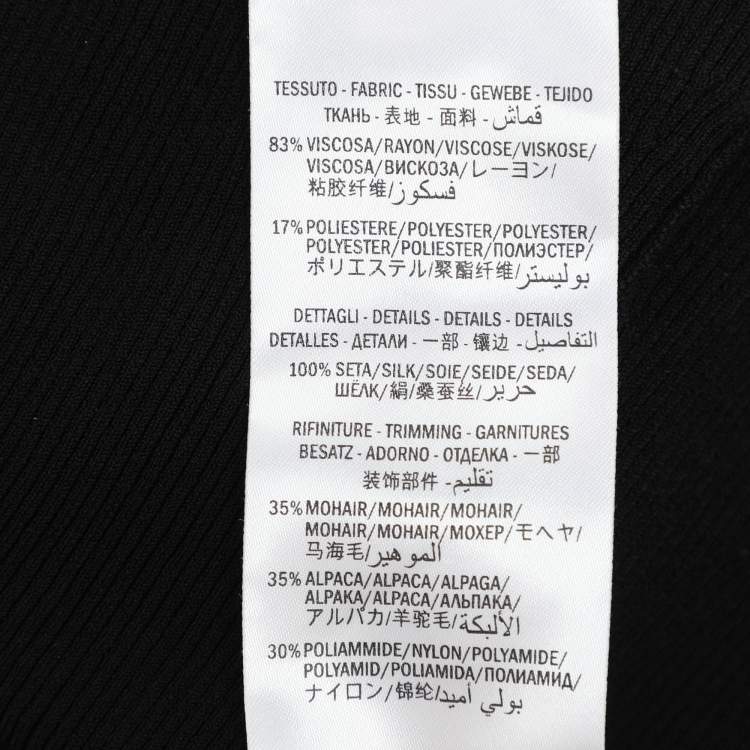 TESSUTO - FABRIC - TISSU - GEWEBE - TEJIDO
ТКАНЬ - 表地 - 面料 - قماش
83% VISCOSA/RAYON/VISCOSE/VISKOSE/
VISCOSA/ВИСКОЗА/レーヨン/
粘胶纤维/فسكوز
17% POLIESTERE/POLYESTER/POLYESTER/
POLYESTER/POLIESTER/ПОЛИЭСТЕР/
ポリエステル/聚酯纤维/بوليستر
DETTAGLI - DETAILS - DETAILS - DETAILS
DETALLES - ДЕТАЛИ - 一部 - 镶边 - التفاصيل
100% SETA/SILK/SOIE/SEIDE/SEDA/
ШЁЛК/絹/桑蚕丝/حرير
RIFINITURE - TRIMMING - GARNITURES
BESATZ - ADORNO - ОТДЕЛКА - 一部
装饰部件 - تقليم
35% MOHAIR/MOHAIR/MOHAIR/
MOHAIR/MOHAIR/МОХЕР/モヘヤ/
马海毛/الموهير
35% ALPACA/ALPACA/ALPAGA/
ALPAKA/ALPACA/АЛЬПАКА/
アルパカ/羊驼毛/الألبكة
30% POLIAMMIDE/NYLON/POLYAMIDE/
POLYAMID/POLIAMIDA/ПОЛИАМИД/
ナイロン/锦纶/بولي أميد